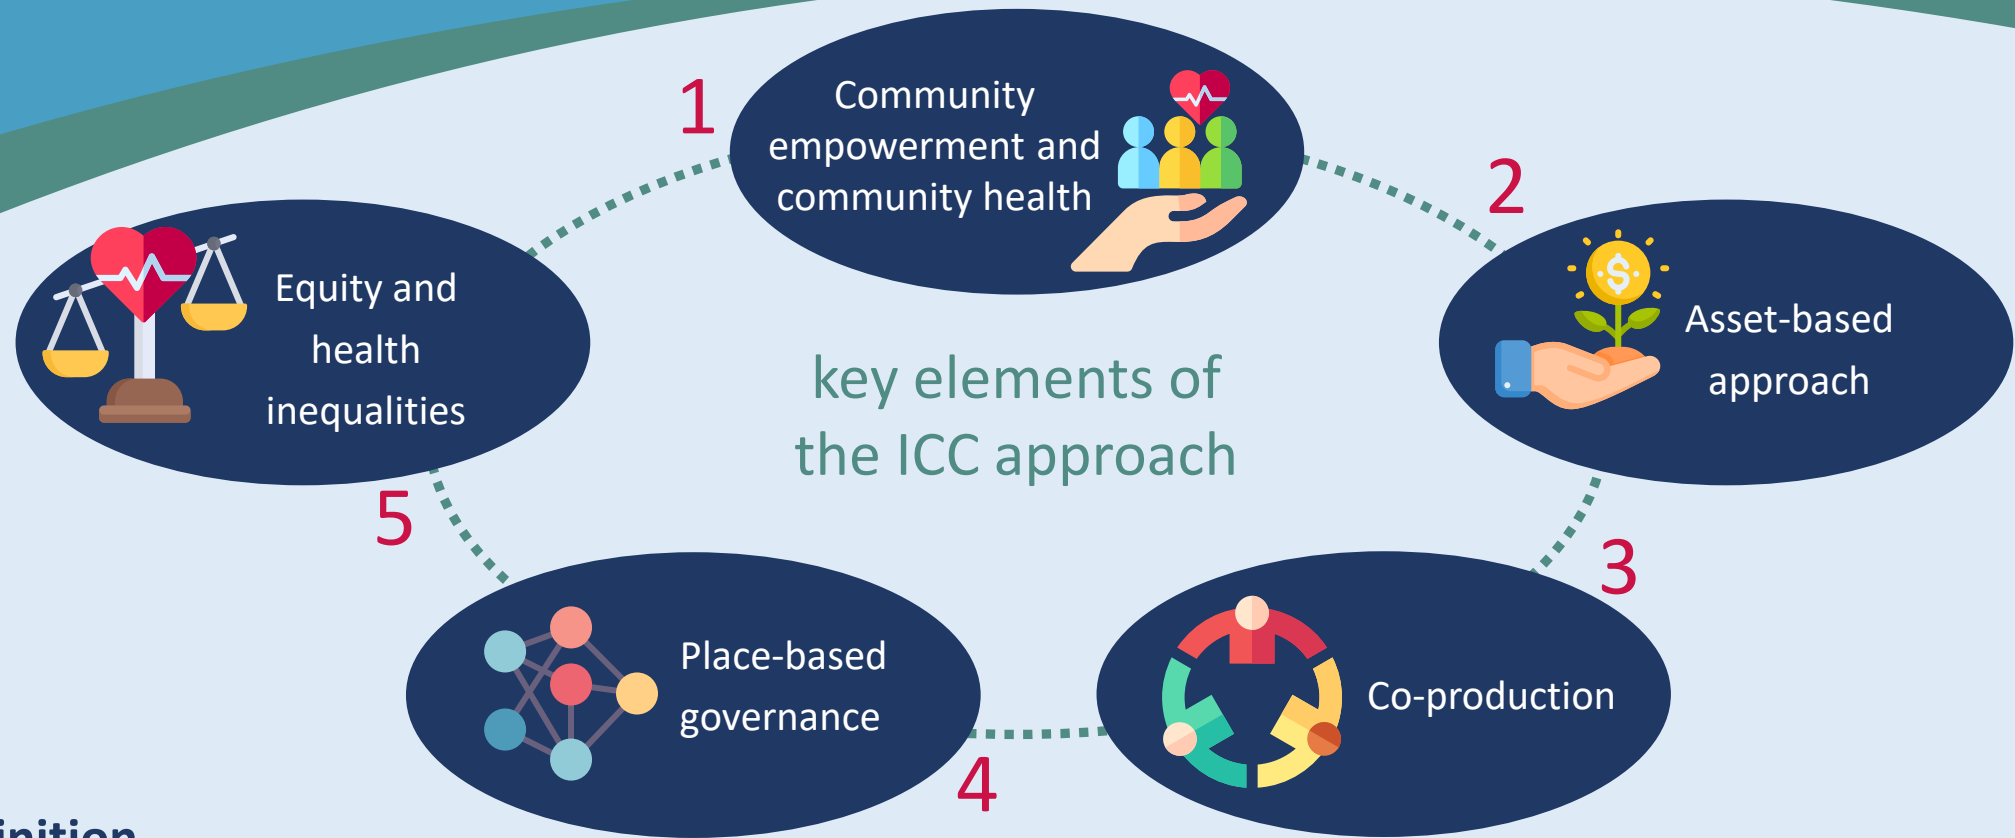 1
Community
empowerment and
community health
2
Asset-based
approach
3
Co-production
4
Place-based
governance
5
Equity and
health
inequalities
key elements of
the ICC approach